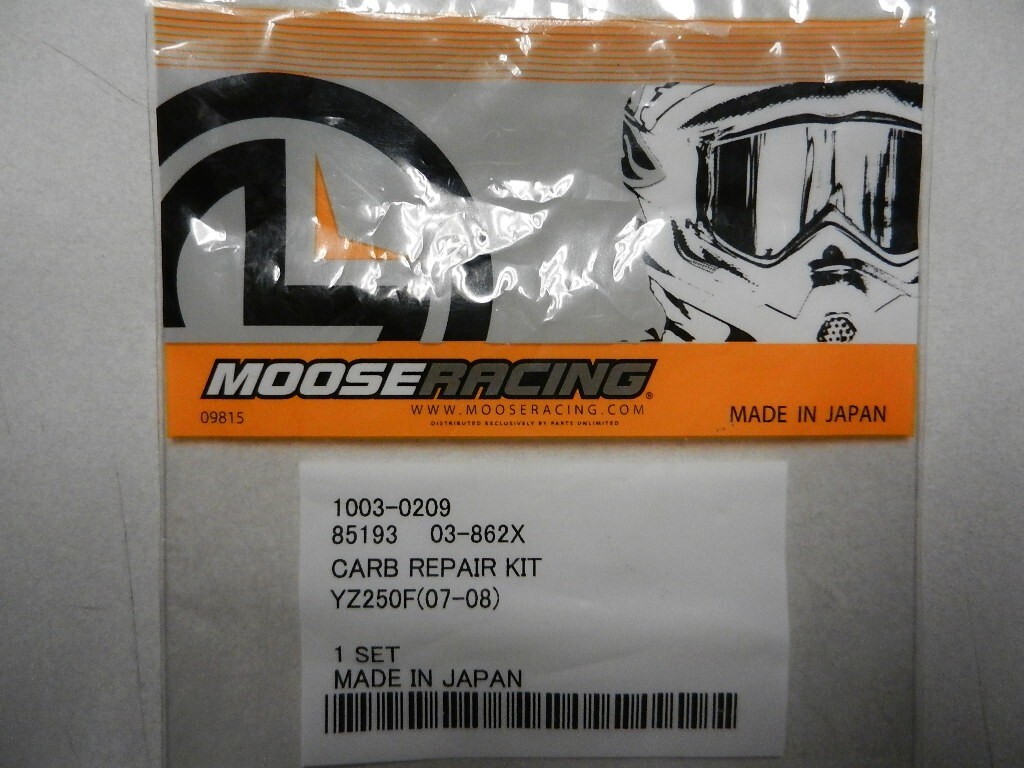 MOOSERACING®
WWW.MOOSERACING.COM
09815
MADE IN JAPAN
DISTRIBUTED EXCLUSIVELY BY PARTS UNLIMITED
1003-0209
85193 03-862X
CARB REPAIR KIT
YZ250F(07-08)
1 SET
MADE IN JAPAN